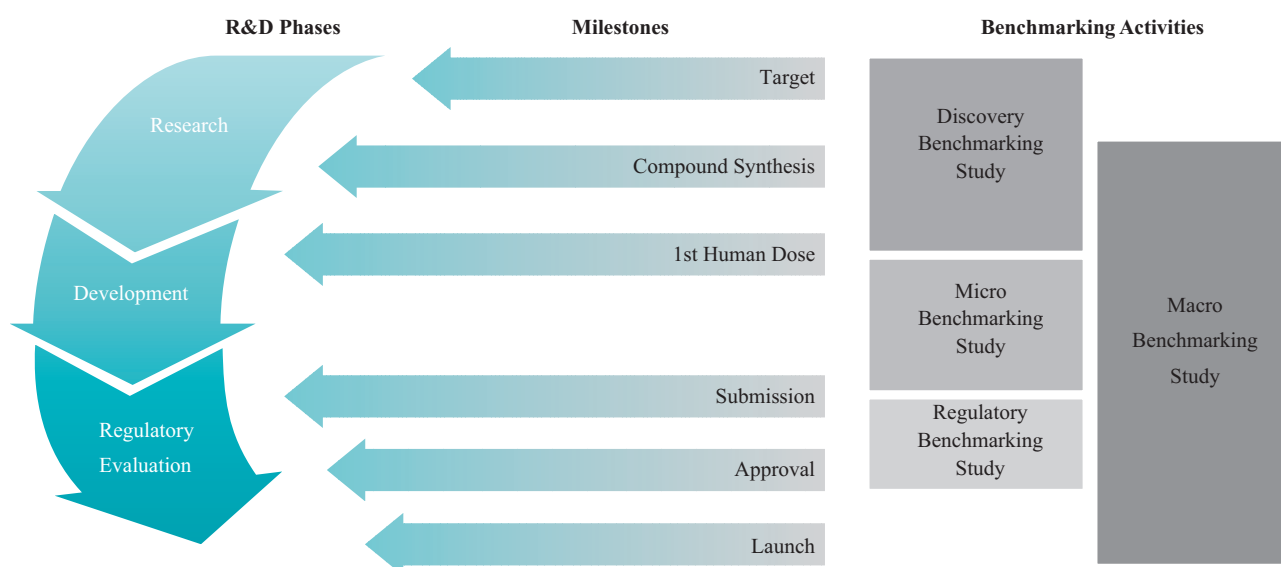 R&D Phases
Milestones
Benchmarking Activities
Research
Development
Regulatory
Evaluation
Target
Compound Synthesis
1st Human Dose
Submission
Approval
Launch
Discovery
Benchmarking
Study
Micro
Benchmarking
Study
Regulatory
Benchmarking
Study
Macro
Benchmarking
Study